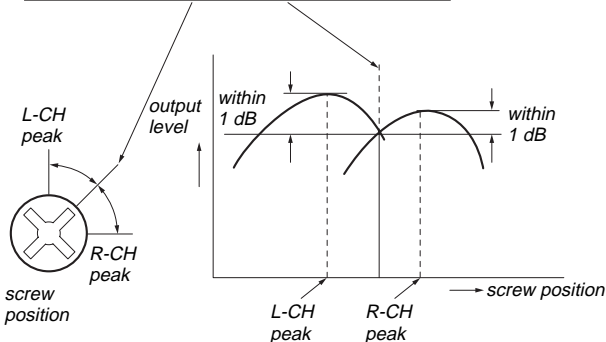 L-CH
peak
output
level
within
1 dB
within
1 dB
R-CH
peak
screw
position
L-CH
peak
R-CH
peak
screw position